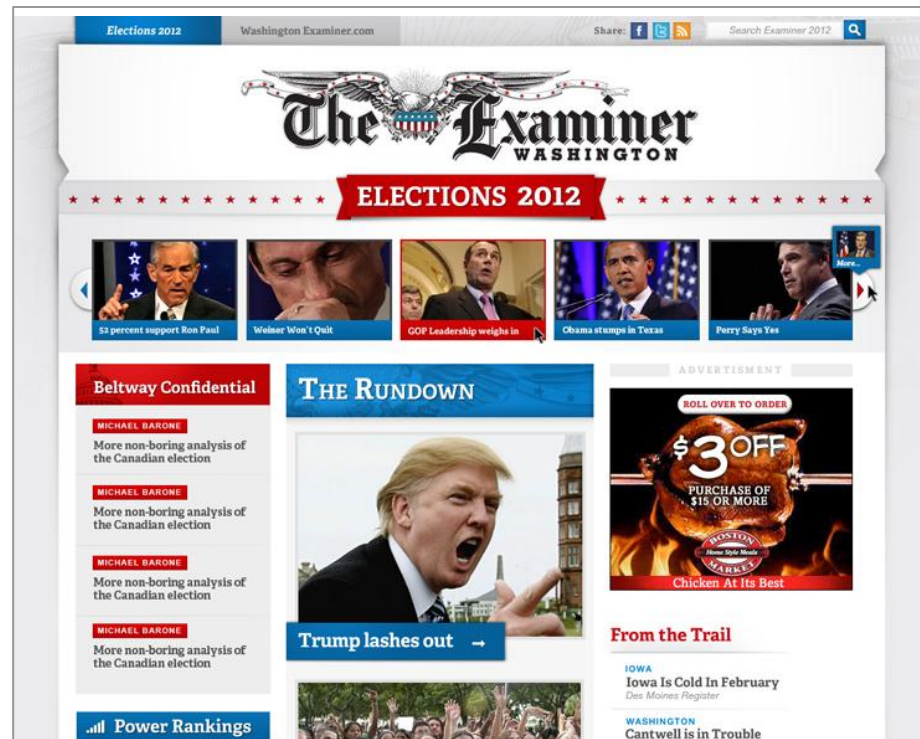 Elections 2012
Washington Examiner.com
Share:
Search Examiner 2012
The Examiner
WASHINGTON
ELECTIONS 2012
More..
52 percent support Ron Paul
Weiner Won't Quit
GOP Leadership weighs in
Obama stumps in Texas
Perry Says Yes
Beltway Confidential
MICHAEL BARONE
More non-boring analysis of
the Canadian election
MICHAEL BARONE
More non-boring analysis of
the Canadian election
MICHAEL BARONE
More non-boring analysis of
the Canadian election
MICHAEL BARONE
More non-boring analysis of
the Canadian election
Power Rankings
THE RUNDOWN
Trump lashes out →
ADVERTISMENT
ROLL OVER TO ORDER
$3 OFF
PURCHASE OF
$15 OR MORE
BOSTON
Home Style Meals
MARKET
Chicken At Its Best
From the Trail
IOWA
Iowa Is Cold In February
Des Moines Register
WASHINGTON
Cantwell is in Trouble